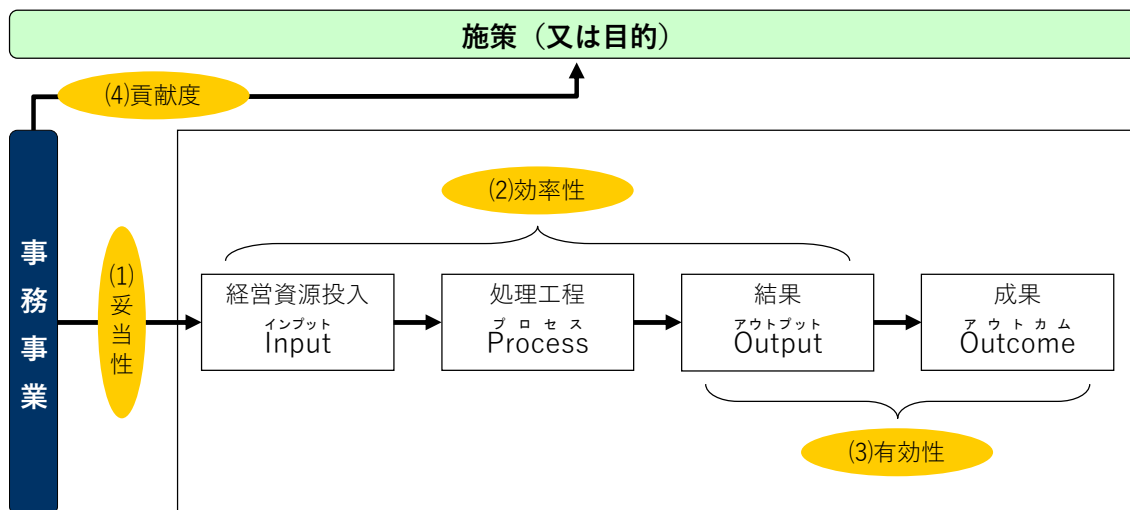 施策（又は目的）
⑷貢献度
事務事業
⑴妥当性
⑵効率性
経営資源投入
インプット
Input
処理工程
プロセス
Process
結果
アウトプット
Output
成果
アウトカム
Outcome
⑶有効性